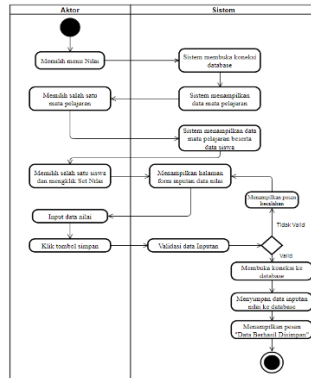 Aktor
Sistem
Memilih menu Nilai
Sistem membuka koneksi
database
Memilih salah satu
mata pelajaran
Sistem menampilkan
data mata pelajaran
Sistem menampilkan data
mata pelajaran beserta
data siswa
Memilih salah satu siswa
dan mengklik Set Nilai
Menampilkan halaman
form inputan data nilai
Menampilkan pesan
kesalahan
Input data nilai
Tidak Valid
Klik tombol simpan
Validasi data Inputan
Valid
Membuka koneksi ke
database
Menyimpan data inputan
nilai ke database
Menampilkan pesan
"Data Berhasil Disimpan"